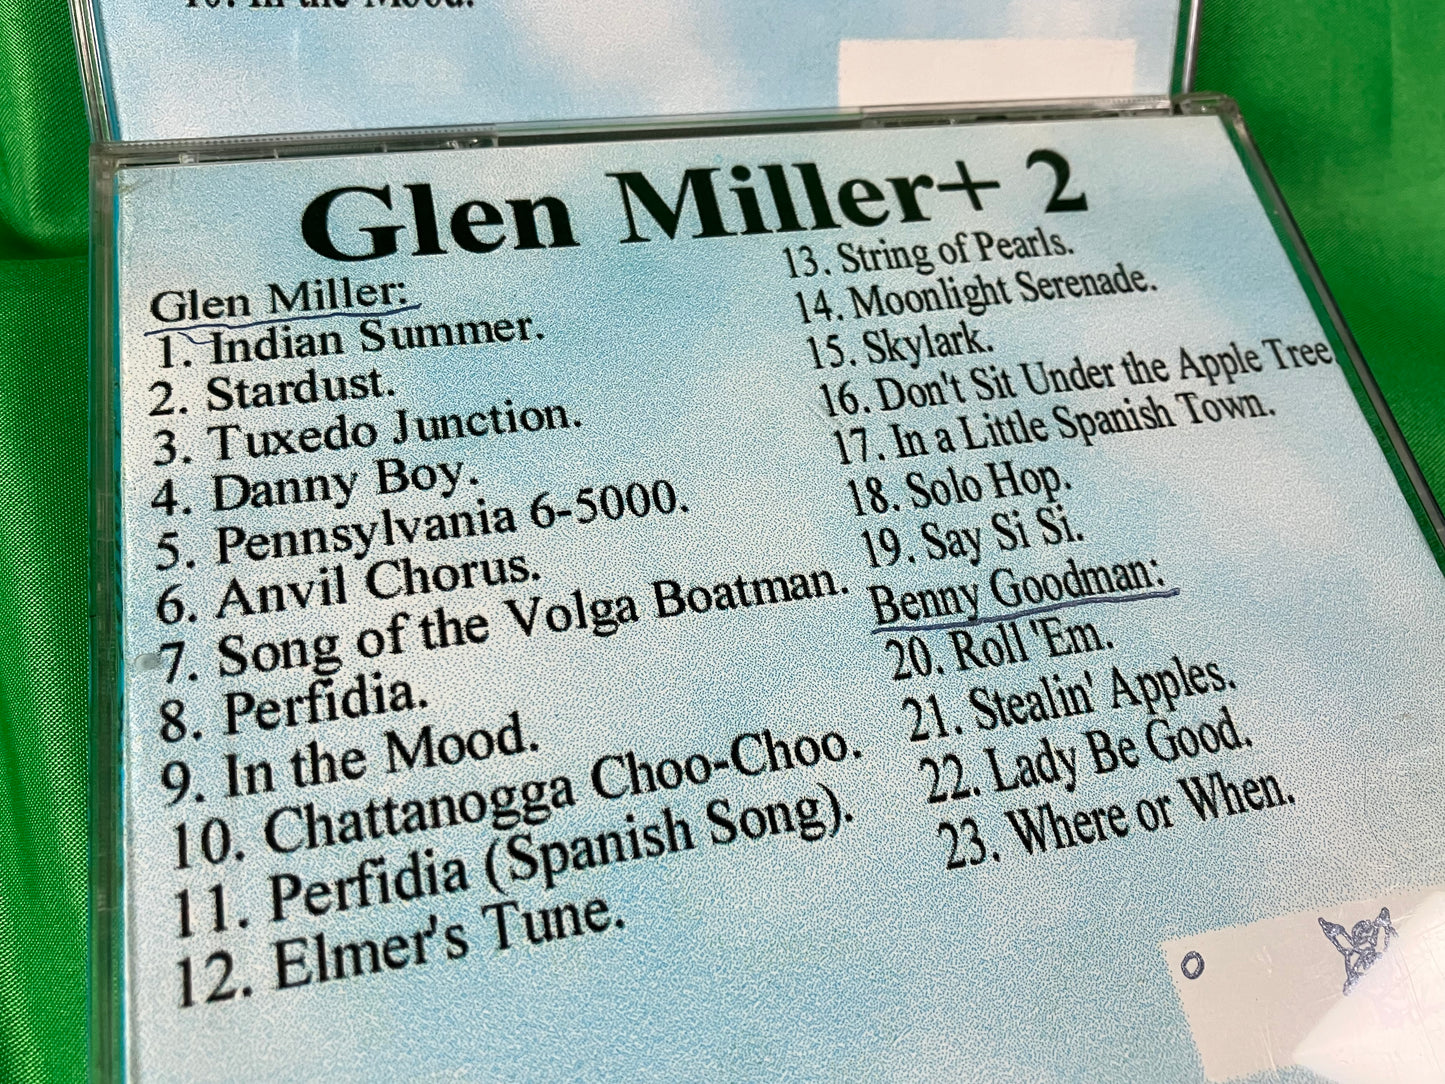 10. In the Mood.
Glen Miller+ 2
Glen Miller:
1. Indian Summer.
2. Stardust.
3. Tuxedo Junction.
4. Danny Boy.
5. Pennsylvania 6-5000.
6. Anvil Chorus.
7. Song of the Volga Boatman.
8. Perfidia.
9. In the Mood.
10. Chattanogga Choo-Choo.
11. Perfidia (Spanish Song).
12. Elmer's Tune.
13. String of Pearls.
14. Moonlight Serenade.
15. Skylark.
16. Don't Sit Under the Apple Tree.
17. In a Little Spanish Town.
18. Solo Hop.
19. Say Si Si.
Benny Goodman:
20. Roll 'Em.
21. Stealin' Apples.
22. Lady Be Good.
23. Where or When.